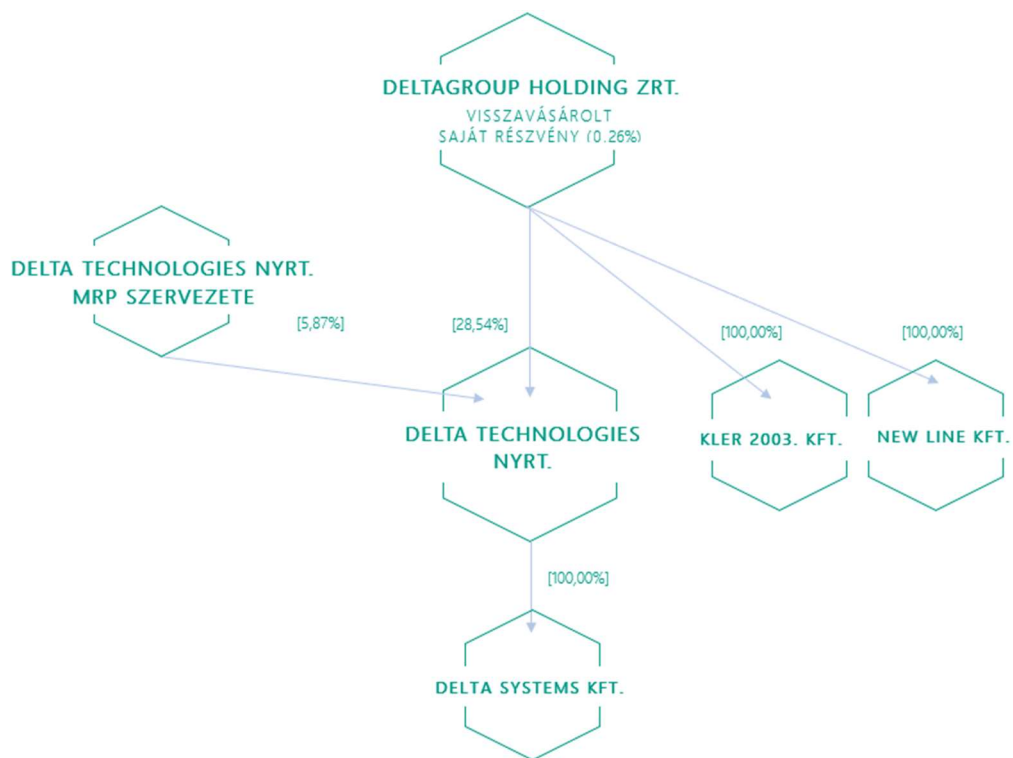 DELTAGROUP HOLDING ZRT.
VISSZAVÁSÁROLT
SAJÁT RÉSZVÉNY (0.26%)
DELTA TECHNOLOGIES NYRT.
MRP SZERVEZETE
[5,87%]
[28,54%]
[100,00%]
[100,00%]
DELTA TECHNOLOGIES
NYRT.
KLER 2003. KFT.
NEW LINE KFT.
[100,00%]
DELTA SYSTEMS KFT.